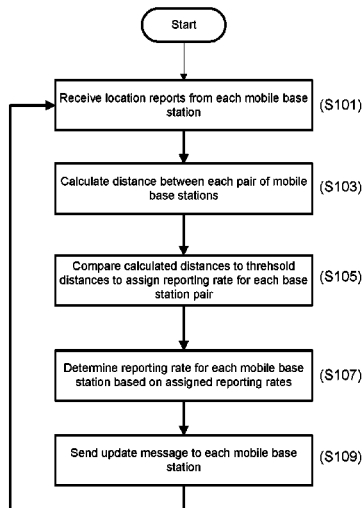 Start
Receive location reports from each mobile base
station
(S101)
Calculate distance between each pair of mobile
base stations
(S103)
Compare calculated distances to threhsold
distances to assign reporting rate for each base
station pair
(S105)
Determine reporting rate for each mobile base
station based on assigned reporting rates
(S107)
Send update message to each mobile base
station
(S109)